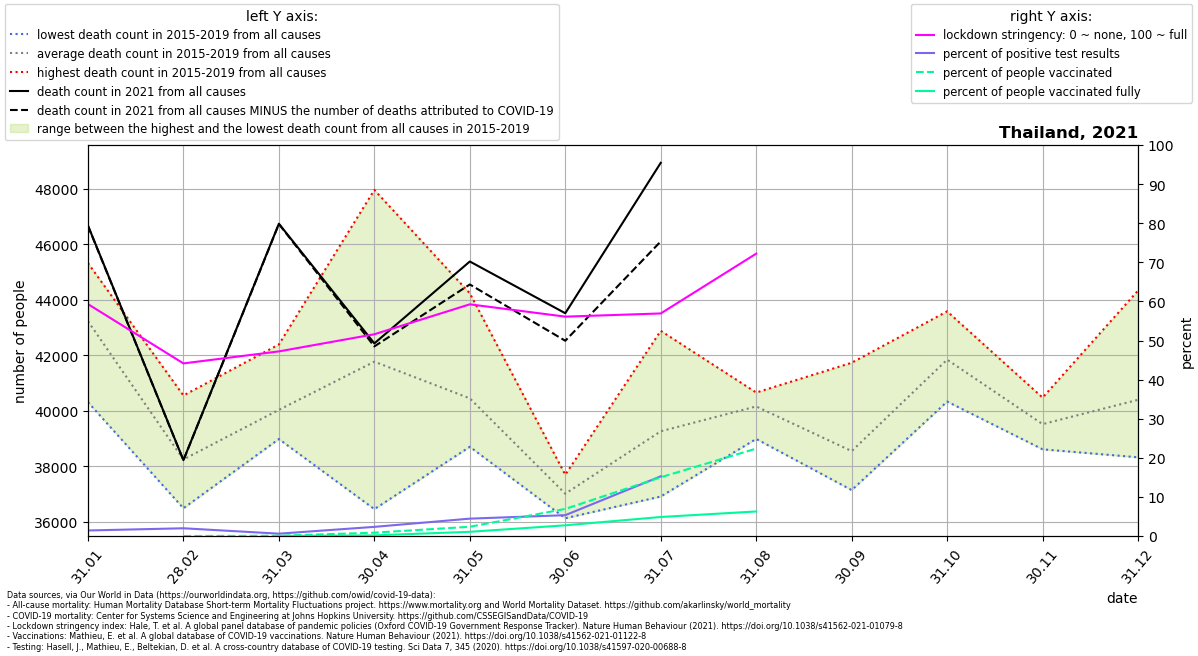 left Y axis:
lowest death count in 2015-2019 from all causes
average death count in 2015-2019 from all causes
highest death count in 2015-2019 from all causes
death count in 2021 from all causes
death count in 2021 from all causes MINUS the number of deaths attributed to COVID-19
range between the highest and the lowest death count from all causes in 2015-2019
right Y axis:
lockdown stringency: 0 ~ none, 100 ~ full
percent of positive test results
percent of people vaccinated
percent of people vaccinated fully
Thailand, 2021
number of people
48000
46000
44000
42000
40000
38000
36000
100
90
80
70
60
50
40
30
20
10
0
percent
31.01
28.02
31.03
30.04
31.05
30.06
31.07
31.08
30.09
31.10
30.11
31.12
date
Data sources, via Our World in Data (https://ourworldindata.org, https://github.com/owid/covid-19-data):
- All-cause mortality: Human Mortality Database Short-term Mortality Fluctuations project. https://www.mortality.org and World Mortality Dataset. https://github.com/akarlinsky/world_mortality
- COVID-19 mortality: Center for Systems Science and Engineering at Johns Hopkins University. https://github.com/CSSEGISandData/COVID-19
- Lockdown stringency index: Hale, T. et al. A global panel database of pandemic policies (Oxford COVID-19 Government Response Tracker). Nature Human Behaviour (2021). https://doi.org/10.1038/s41562-021-01079-8
- Vaccinations: Mathieu, E. et al. A global database of COVID-19 vaccinations. Nature Human Behaviour (2021). https://doi.org/10.1038/s41562-021-01122-8
- Testing: Hasell, J., Mathieu, E., Beltekian, D. et al. A cross-country database of COVID-19 testing. Sci Data 7, 345 (2020). https://doi.org/10.1038/s41597-020-00688-8